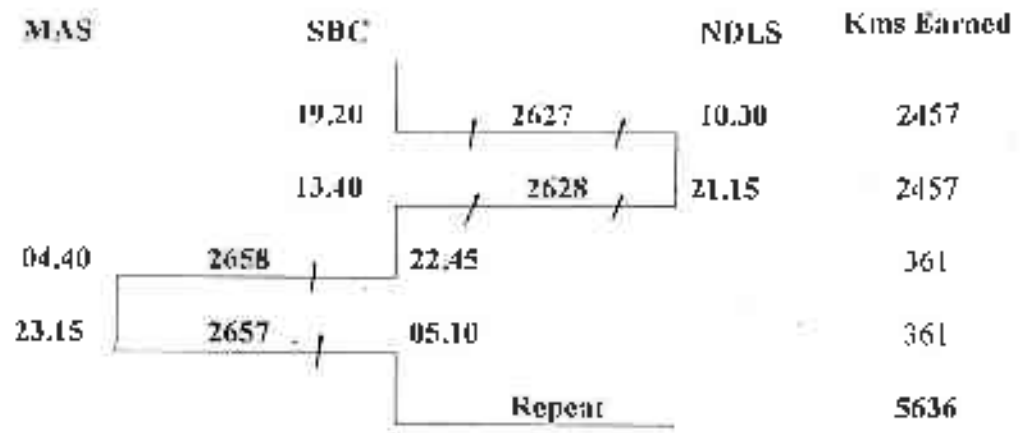 MAS SBC NDLS Kms Earned
19.20 2627 10.30 2457
13.40 2628 21.15 2457
04.40 2658 22.45 361
23.15 2657 05.10 361
Repeat 5636